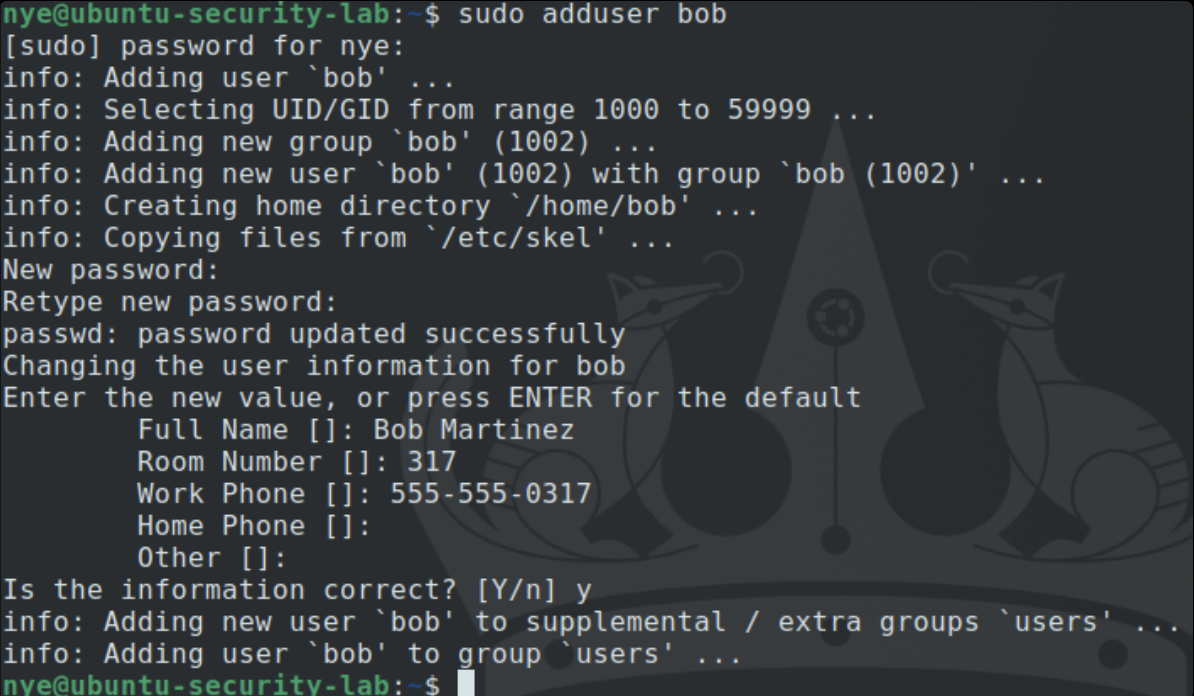 nye@ubuntu-security-lab:~$ sudo adduser bob
[sudo] password for nye:
info: Adding user `bob' ...
info: Selecting UID/GID from range 1000 to 59999 ...
info: Adding new group `bob' (1002) ...
info: Adding new user `bob' (1002) with group `bob (1002)' ...
info: Creating home directory `/home/bob' ...
info: Copying files from `/etc/skel' ...
New password:
Retype new password:
passwd: password updated successfully
Changing the user information for bob
Enter the new value, or press ENTER for the default
        Full Name []: Bob Martinez
        Room Number []: 317
        Work Phone []: 555-555-0317
        Home Phone []:
        Other []:
Is the information correct? [Y/n] y
info: Adding new user `bob' to supplemental / extra groups `users' ...
info: Adding user `bob' to group `users' ...
nye@ubuntu-security-lab:~$